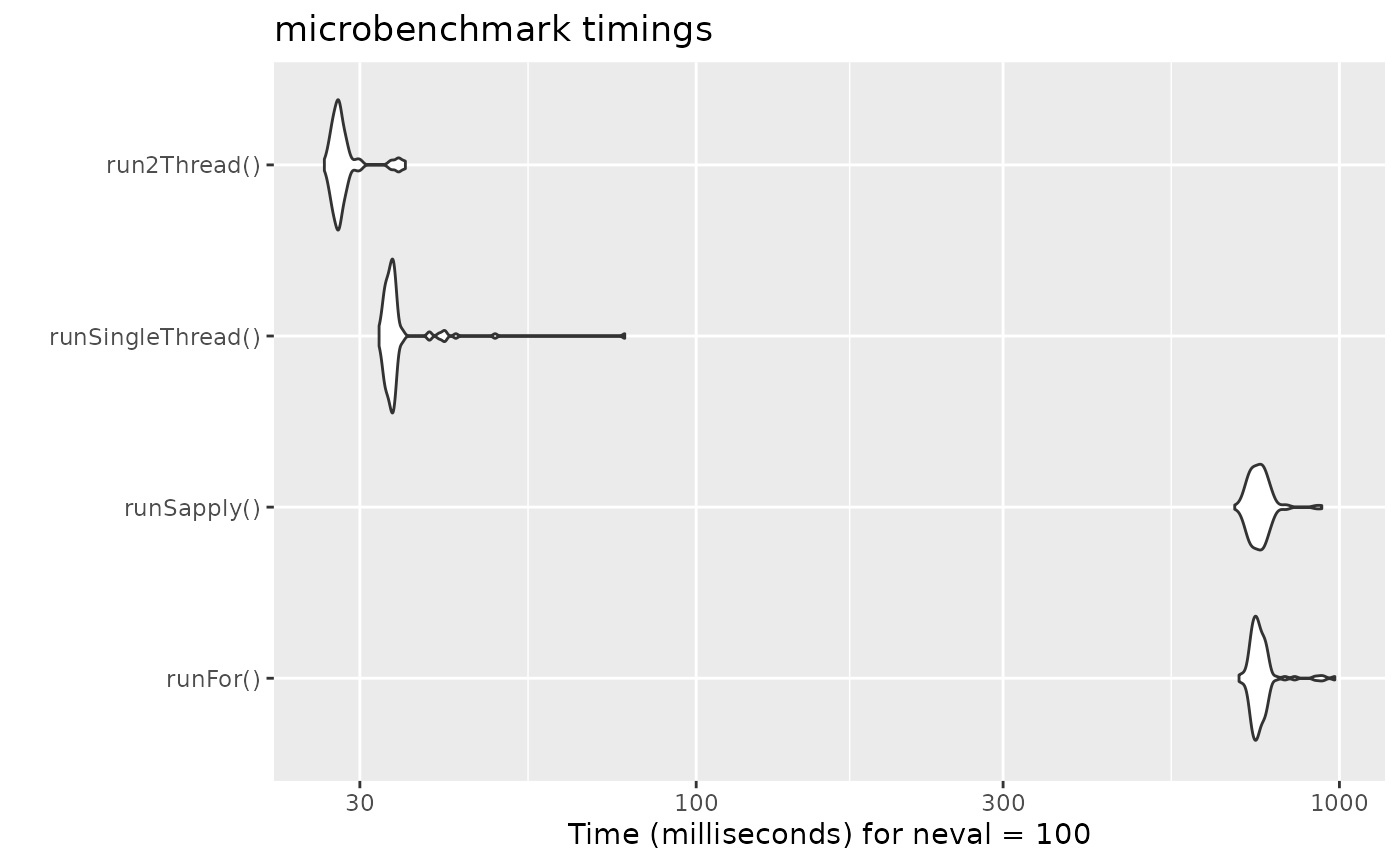 microbenchmark timings
run2Thread()
runSingleThread()
runSapply()
runFor()
30 100 300 1000
Time (milliseconds) for neval = 100